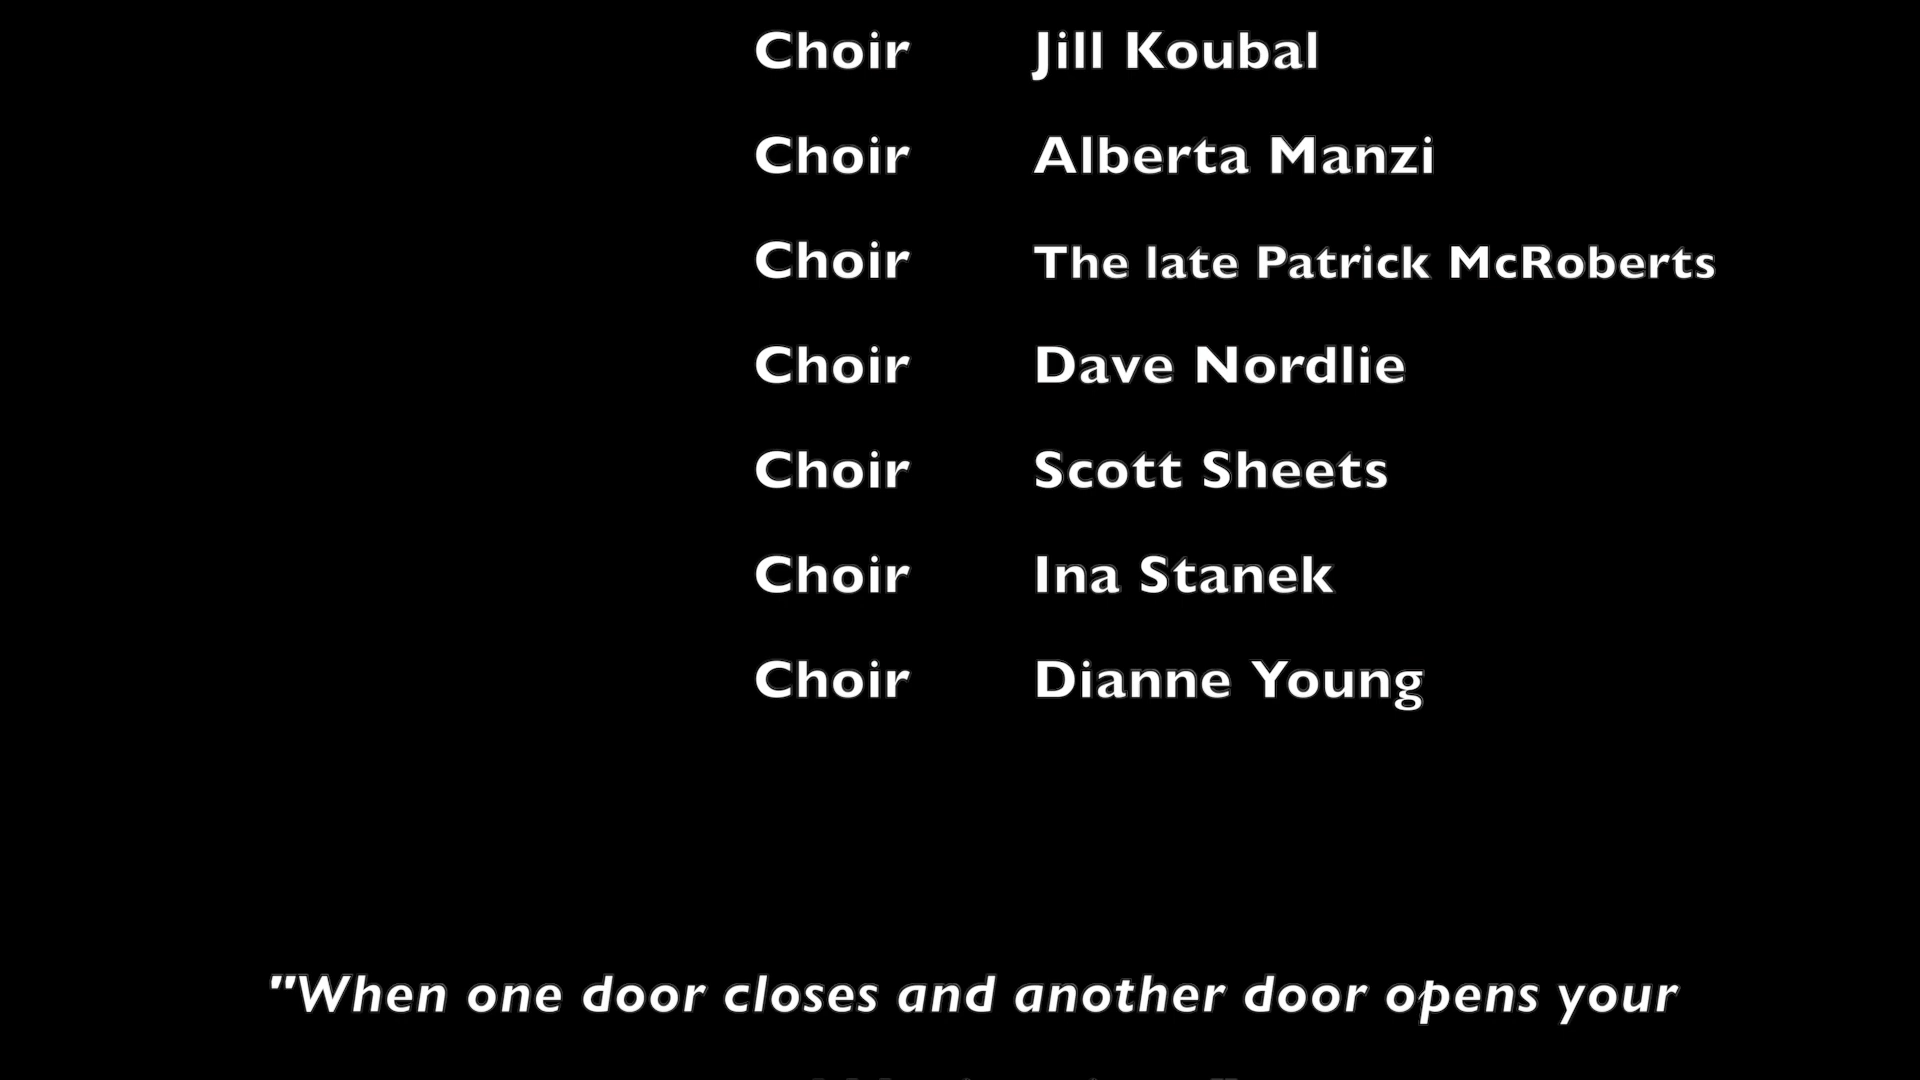 Choir Jill Koubal
Choir Alberta Manzi
Choir The late Patrick McRoberts
Choir Dave Nordlie
Choir Scott Sheets
Choir Ina Stanek
Choir Dianne Young
"When one door closes and another door opens your